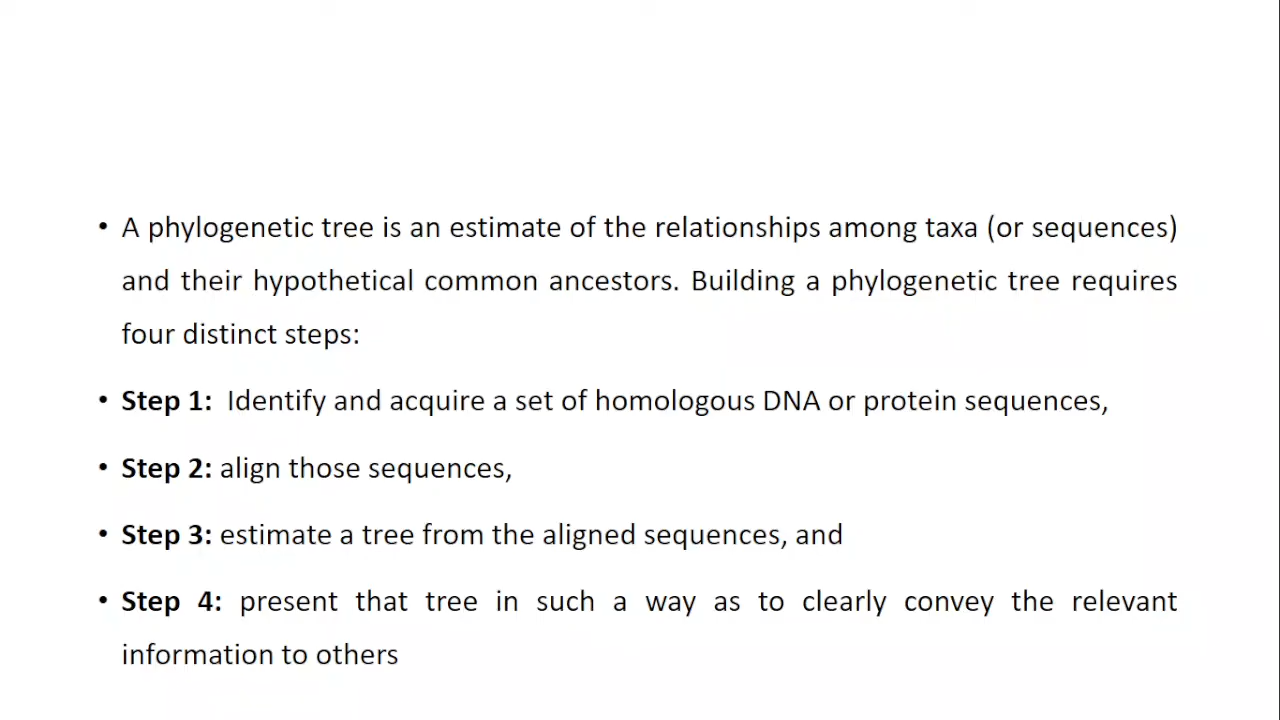 • A phylogenetic tree is an estimate of the relationships among taxa (or sequences)
and their hypothetical common ancestors. Building a phylogenetic tree requires
four distinct steps:
• Step 1:  Identify and acquire a set of homologous DNA or protein sequences,
• Step 2: align those sequences,
• Step 3: estimate a tree from the aligned sequences, and
• Step 4: present that tree in such a way as to clearly convey the relevant
information to others